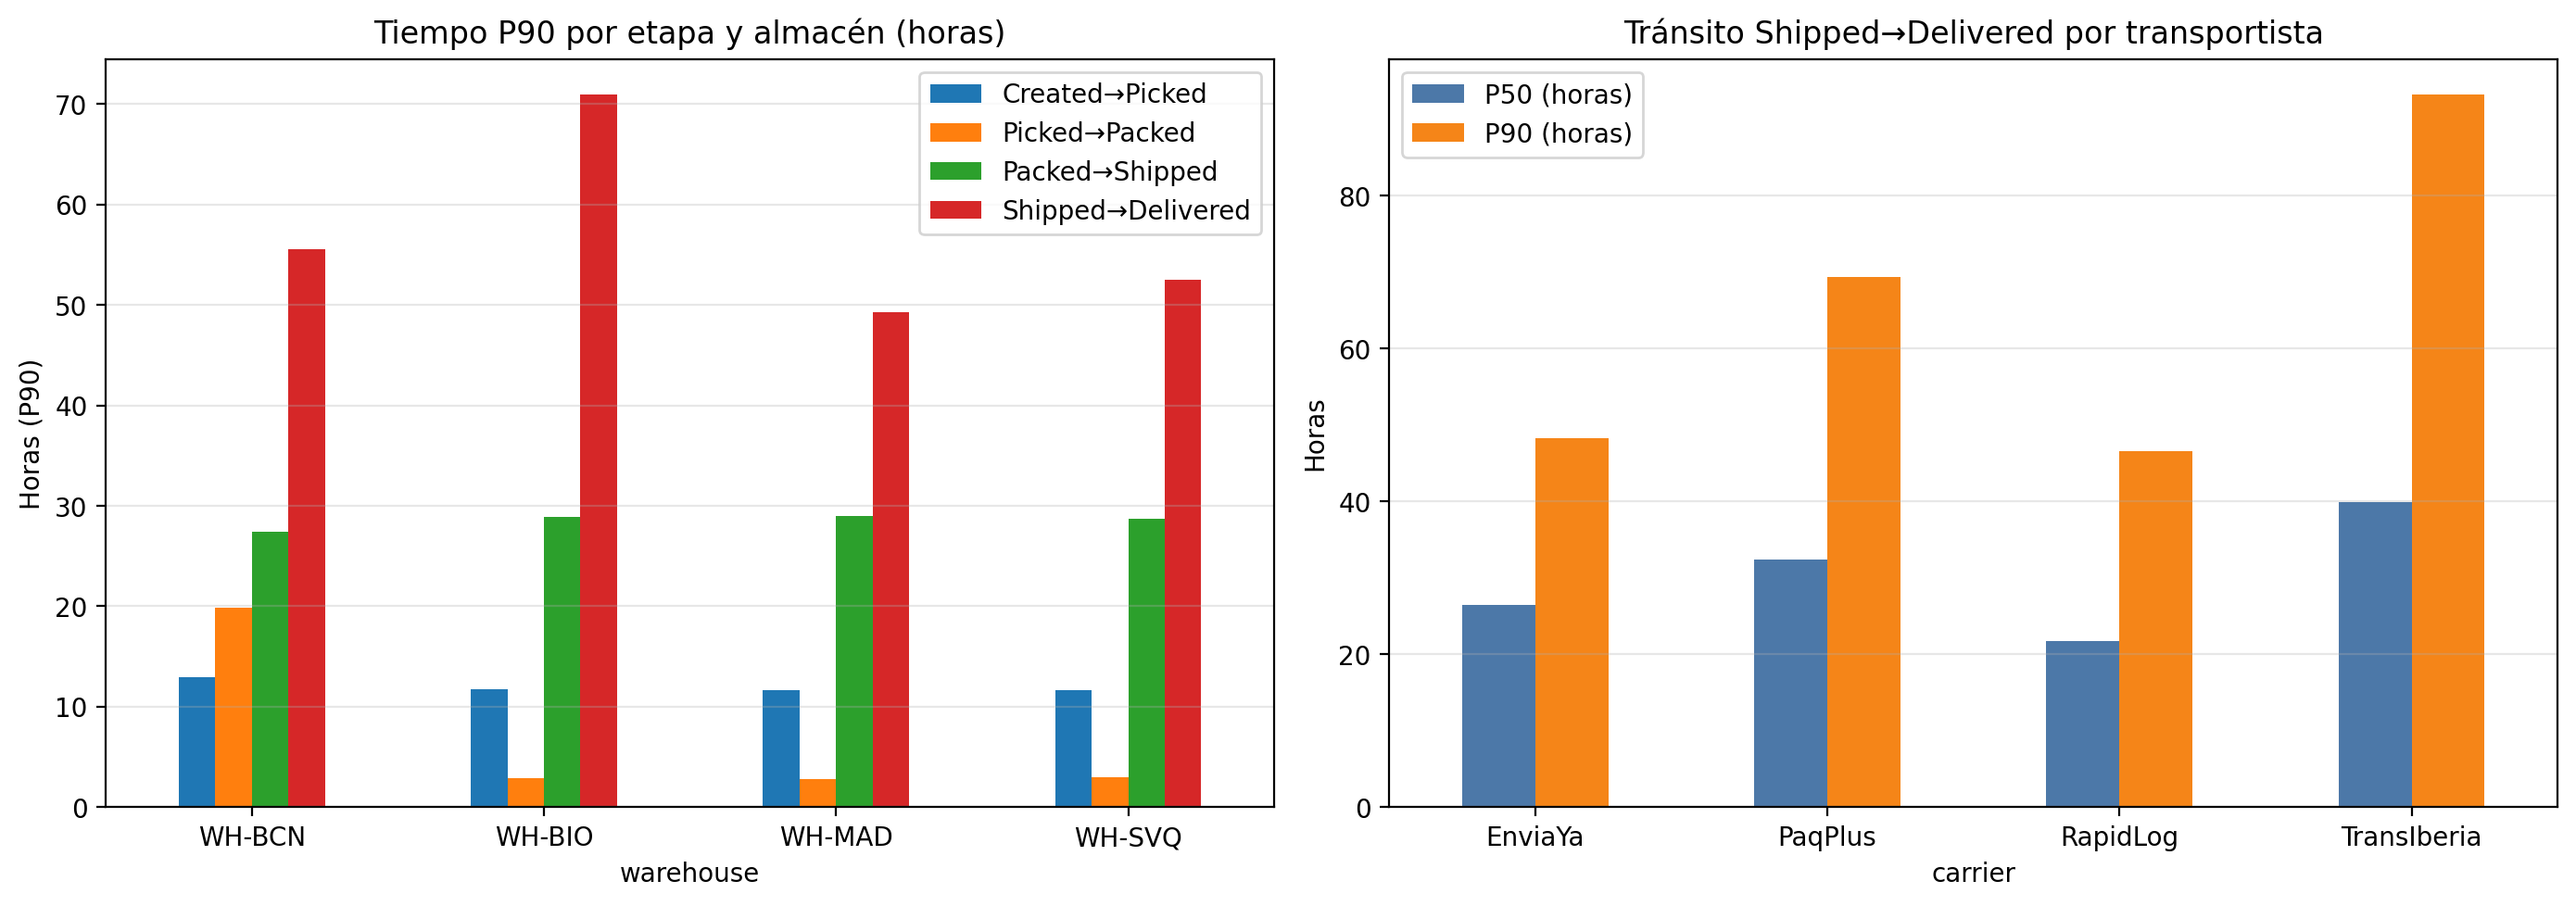 Tiempo P90 por etapa y almacén (horas)
Horas (P90)
70
60
50
40
30
20
10
0
Created→Picked
Picked→Packed
Packed→Shipped
Shipped→Delivered
WH-BCN WH-BIO WH-MAD WH-SVQ
warehouse
Tránsito Shipped→Delivered por transportista
Horas
80
60
40
20
0
P50 (horas)
P90 (horas)
EnviaYa PaqPlus RapidLog TransIberia
carrier